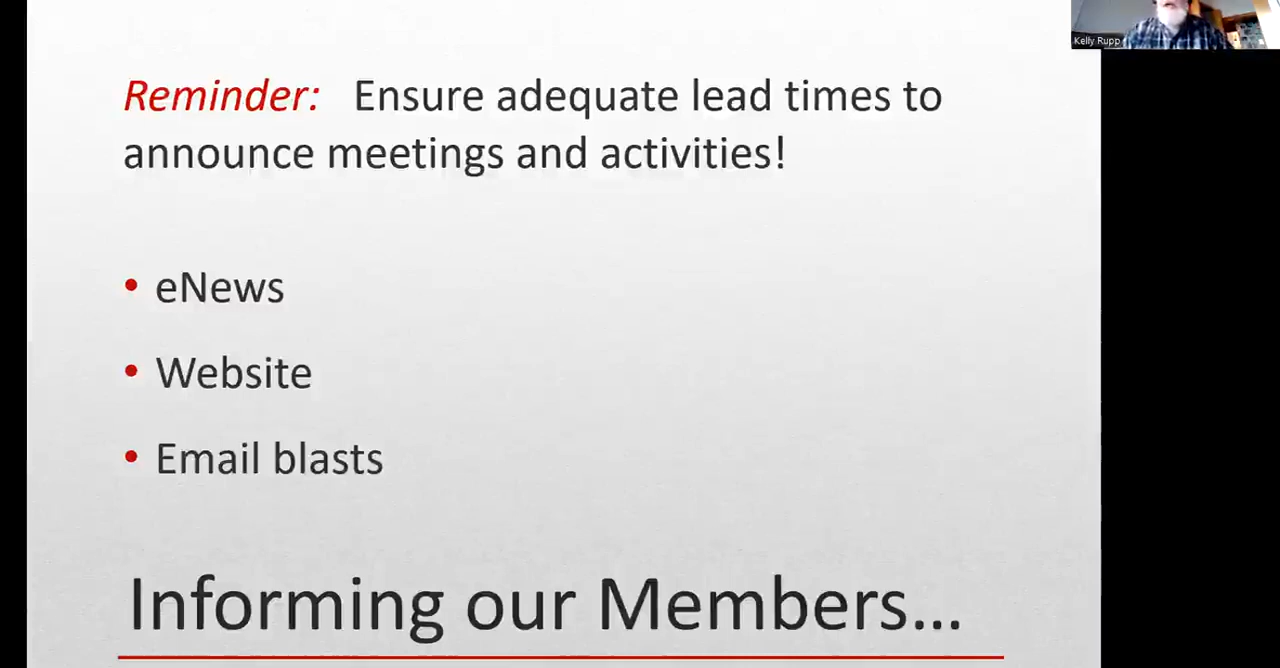 Kelly Rupp
Reminder: Ensure adequate lead times to
announce meetings and activities!
• eNews
• Website
• Email blasts
Informing our Members...